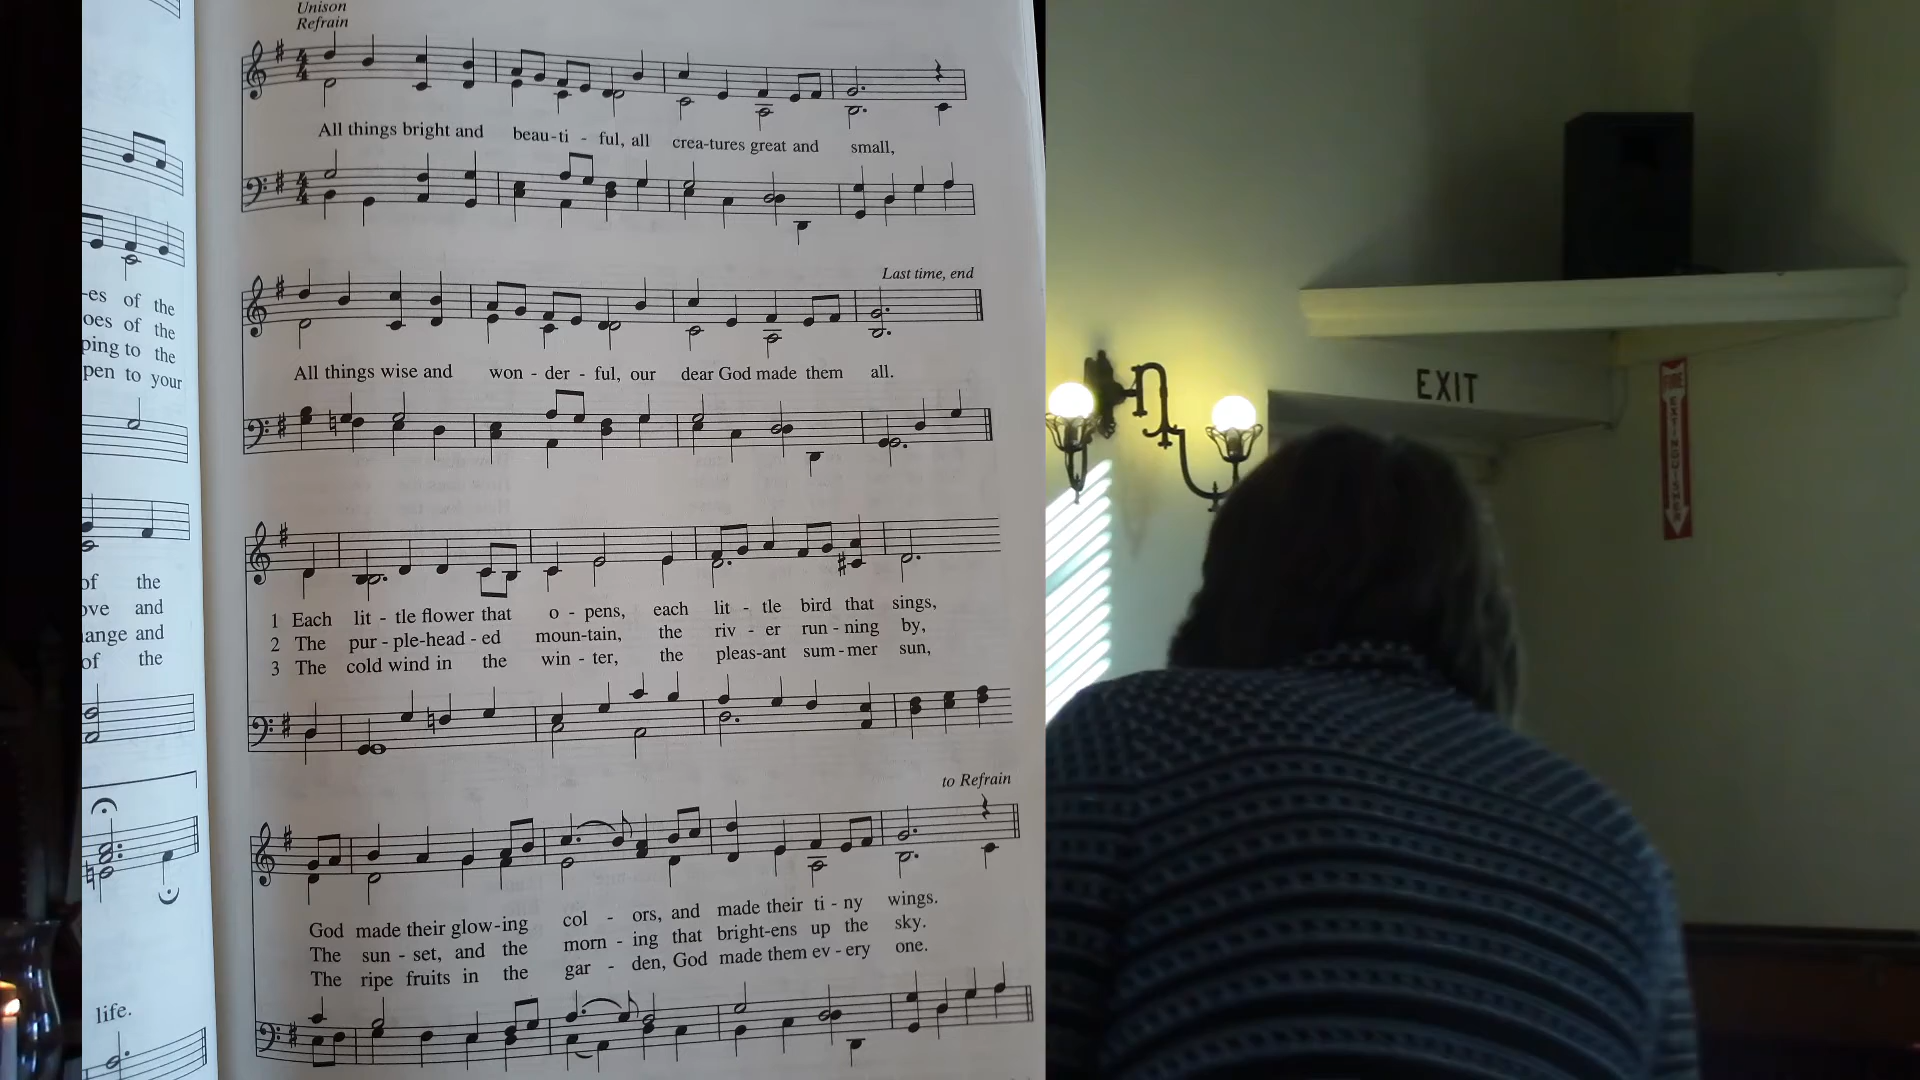 -es of the
oes of the
ping to the
pen to your
of the
ove and
ange and
of the
life.
Unison
Refrain
All things bright and beau-ti - ful, all crea-tures great and small,
Last time, end
All things wise and won - der - ful, our dear God made them all.
1 Each lit - tle flower that o - pens, each lit - tle bird that sings,
2 The pur - ple-head - ed moun-tain, the riv - er run - ning by,
3 The cold wind in the win - ter, the pleas-ant sum - mer sun,
to Refrain
God made their glow-ing col - ors, and made their ti - ny wings.
The sun - set, and the morn - ing that bright-ens up the sky.
The ripe fruits in the gar - den, God made them ev - ery one.
EXIT
FIRE EXTINGUISHER